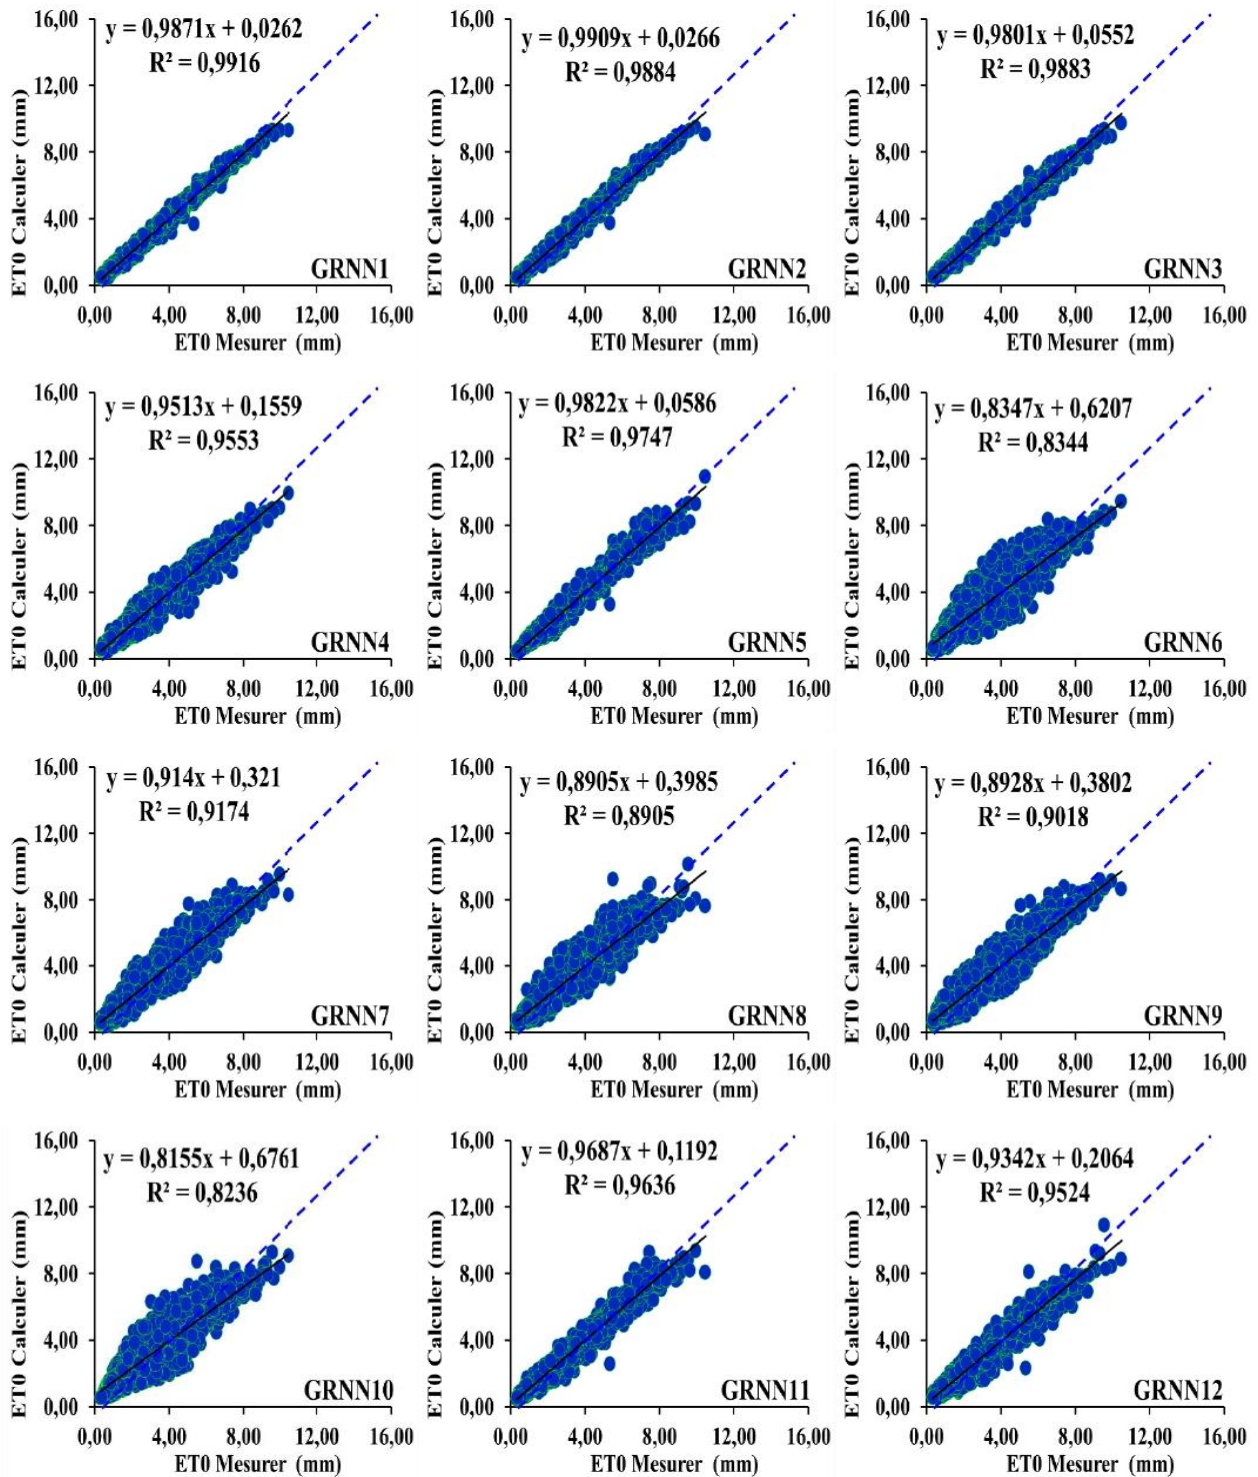 16,00
12,00
8,00
4,00
0,00
ET0 Calculer (mm)
y = 0,9871x + 0,0262
R² = 0,9916
GRNN1
0,00 4,00 8,00 12,00 16,00
ET0 Mesurer (mm)
16,00
12,00
8,00
4,00
0,00
ET0 Calculer (mm)
y = 0,9909x + 0,0266
R² = 0,9884
GRNN2
0,00 4,00 8,00 12,00 16,00
ET0 Mesurer (mm)
16,00
12,00
8,00
4,00
0,00
ET0 Calculer (mm)
y = 0,9801x + 0,0552
R² = 0,9883
GRNN3
0,00 4,00 8,00 12,00 16,00
ET0 Mesurer (mm)
16,00
12,00
8,00
4,00
0,00
ET0 Calculer (mm)
y = 0,9513x + 0,1559
R² = 0,9553
GRNN4
0,00 4,00 8,00 12,00 16,00
ET0 Mesurer (mm)
16,00
12,00
8,00
4,00
0,00
ET0 Calculer (mm)
y = 0,9822x + 0,0586
R² = 0,9747
GRNN5
0,00 4,00 8,00 12,00 16,00
ET0 Mesurer (mm)
16,00
12,00
8,00
4,00
0,00
ET0 Calculer (mm)
y = 0,8347x + 0,6207
R² = 0,8344
GRNN6
0,00 4,00 8,00 12,00 16,00
ET0 Mesurer (mm)
16,00
12,00
8,00
4,00
0,00
ET0 Calculer (mm)
y = 0,914x + 0,321
R² = 0,9174
GRNN7
0,00 4,00 8,00 12,00 16,00
ET0 Mesurer (mm)
16,00
12,00
8,00
4,00
0,00
ET0 Calculer (mm)
y = 0,8905x + 0,3985
R² = 0,8905
GRNN8
0,00 4,00 8,00 12,00 16,00
ET0 Mesurer (mm)
16,00
12,00
8,00
4,00
0,00
ET0 Calculer (mm)
y = 0,8928x + 0,3802
R² = 0,9018
GRNN9
0,00 4,00 8,00 12,00 16,00
ET0 Mesurer (mm)
16,00
12,00
8,00
4,00
0,00
ET0 Calculer (mm)
y = 0,8155x + 0,6761
R² = 0,8236
GRNN10
0,00 4,00 8,00 12,00 16,00
ET0 Mesurer (mm)
16,00
12,00
8,00
4,00
0,00
ET0 Calculer (mm)
y = 0,9687x + 0,1192
R² = 0,9636
GRNN11
0,00 4,00 8,00 12,00 16,00
ET0 Mesurer (mm)
16,00
12,00
8,00
4,00
0,00
ET0 Calculer (mm)
y = 0,9342x + 0,2064
R² = 0,9524
GRNN12
0,00 4,00 8,00 12,00 16,00
ET0 Mesurer (mm)